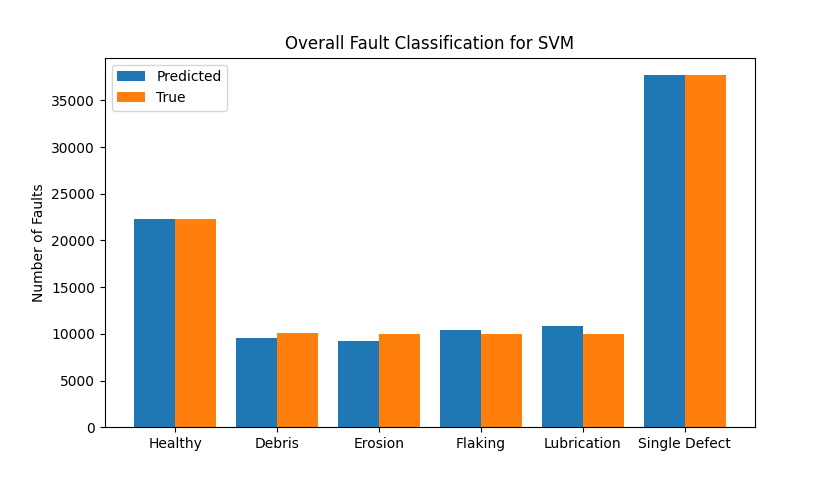 Overall Fault Classification for SVM
Predicted
True
Number of Faults
35000
30000
25000
20000
15000
10000
5000
0
Healthy Debris Erosion Flaking Lubrication Single Defect